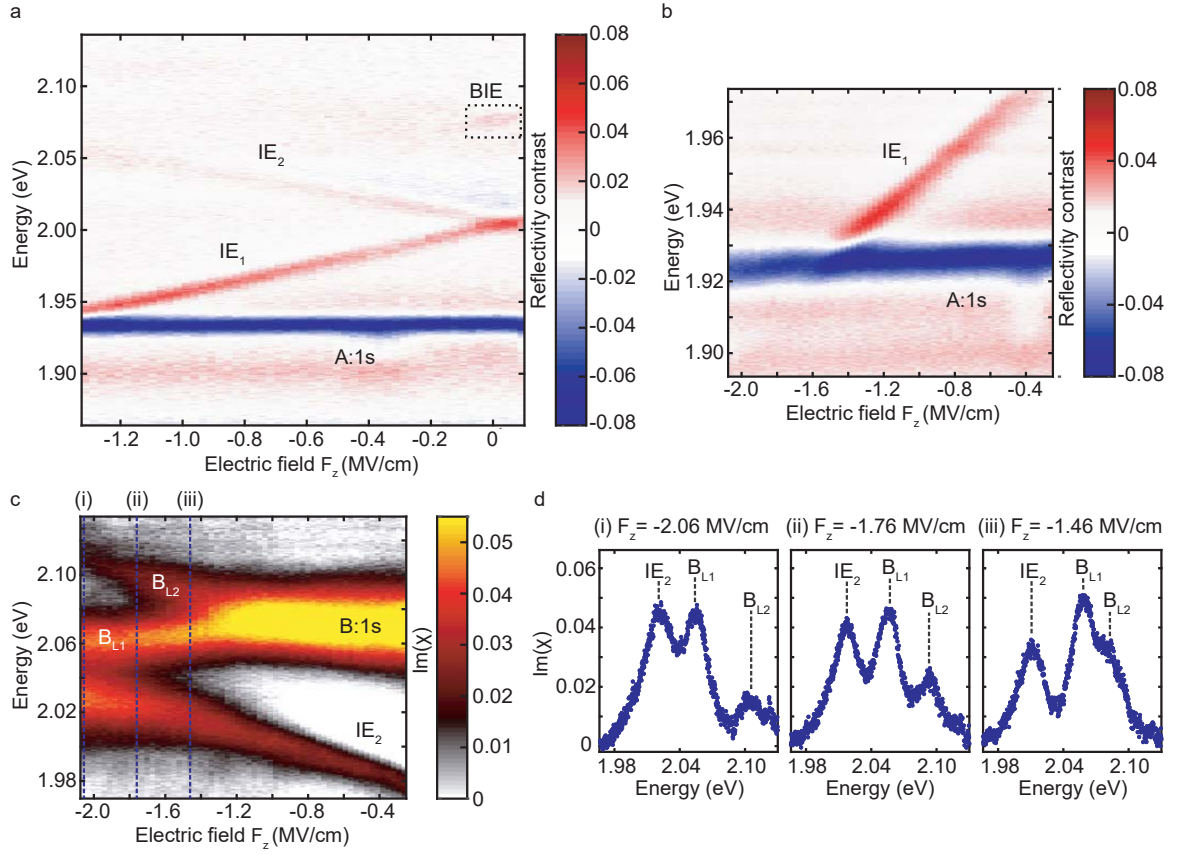 a
2.10
2.05
2.00
1.95
1.90
Energy (eV)
BIE
IE2
IE1
A:1s
-1.2 -1.0 -0.8 -0.6 -0.4 -0.2 0
Electric field Fz (MV/cm)
0.08
0.06
0.04
0.02
0
-0.02
-0.04
-0.06
-0.08
Reflectivity contrast
b
1.96
1.94
1.92
1.90
Energy (eV)
IE1
A:1s
-2.0 -1.6 -1.2 -0.8 -0.4
Electric field Fz (MV/cm)
0.08
0.04
0
-0.04
-0.08
Reflectivity contrast
c
(i) (ii) (iii)
2.10
2.06
2.02
1.98
Energy (eV)
BL2
BL1
B:1s
IE2
-2.0 -1.6 -1.2 -0.8 -0.4
Electric field Fz (MV/cm)
0.05
0.04
0.03
0.02
0.01
0
Im(χ)
d
(i) Fz= -2.06 MV/cm
(ii) Fz= -1.76 MV/cm
(iii) Fz= -1.46 MV/cm
0.06
0.04
0.02
0
Im(χ)
IE2
BL1
BL2
1.98 2.04 2.10
Energy (eV)
IE2
BL1
BL2
1.98 2.04 2.10
Energy (eV)
IE2
BL1
BL2
1.98 2.04 2.10
Energy (eV)